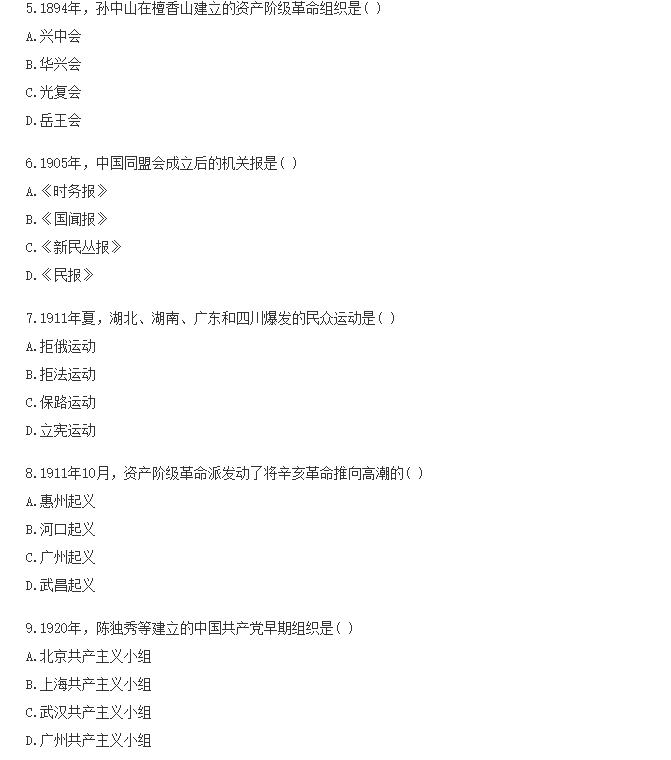 5.1894年，孙中山在檀香山建立的资产阶级革命组织是( )
A.兴中会
B.华兴会
C.光复会
D.岳王会
6.1905年，中国同盟会成立后的机关报是( )
A.《时务报》
B.《国闻报》
C.《新民丛报》
D.《民报》
7.1911年夏，湖北、湖南、广东和四川爆发的民众运动是( )
A.拒俄运动
B.拒法运动
C.保路运动
D.立宪运动
8.1911年10月，资产阶级革命派发动了将辛亥革命推向高潮的( )
A.惠州起义
B.河口起义
C.广州起义
D.武昌起义
9.1920年，陈独秀等建立的中国共产党早期组织是( )
A.北京共产主义小组
B.上海共产主义小组
C.武汉共产主义小组
D.广州共产主义小组